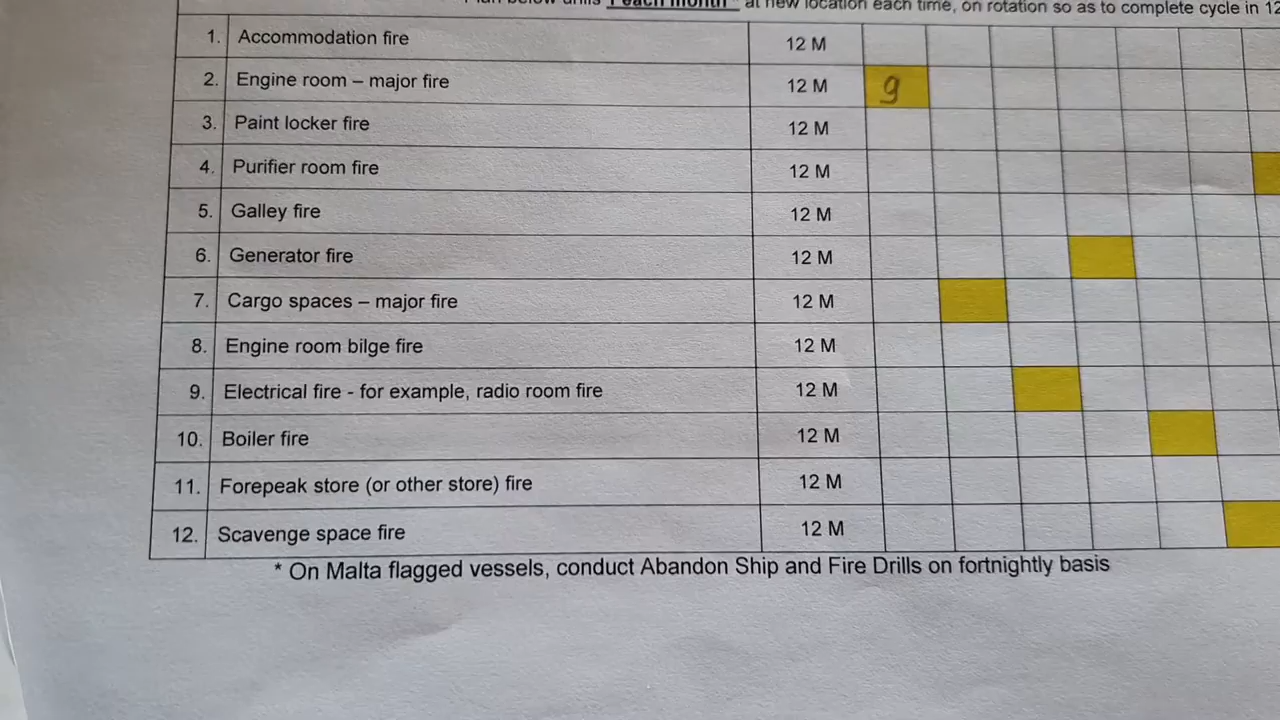 at new location each time, on rotation so as to complete cycle in 12
1. Accommodation fire 12 M
2. Engine room – major fire 12 M 9
3. Paint locker fire 12 M
4. Purifier room fire 12 M
5. Galley fire 12 M
6. Generator fire 12 M
7. Cargo spaces – major fire 12 M
8. Engine room bilge fire 12 M
9. Electrical fire - for example, radio room fire 12 M
10. Boiler fire 12 M
11. Forepeak store (or other store) fire 12 M
12. Scavenge space fire 12 M
* On Malta flagged vessels, conduct Abandon Ship and Fire Drills on fortnightly basis